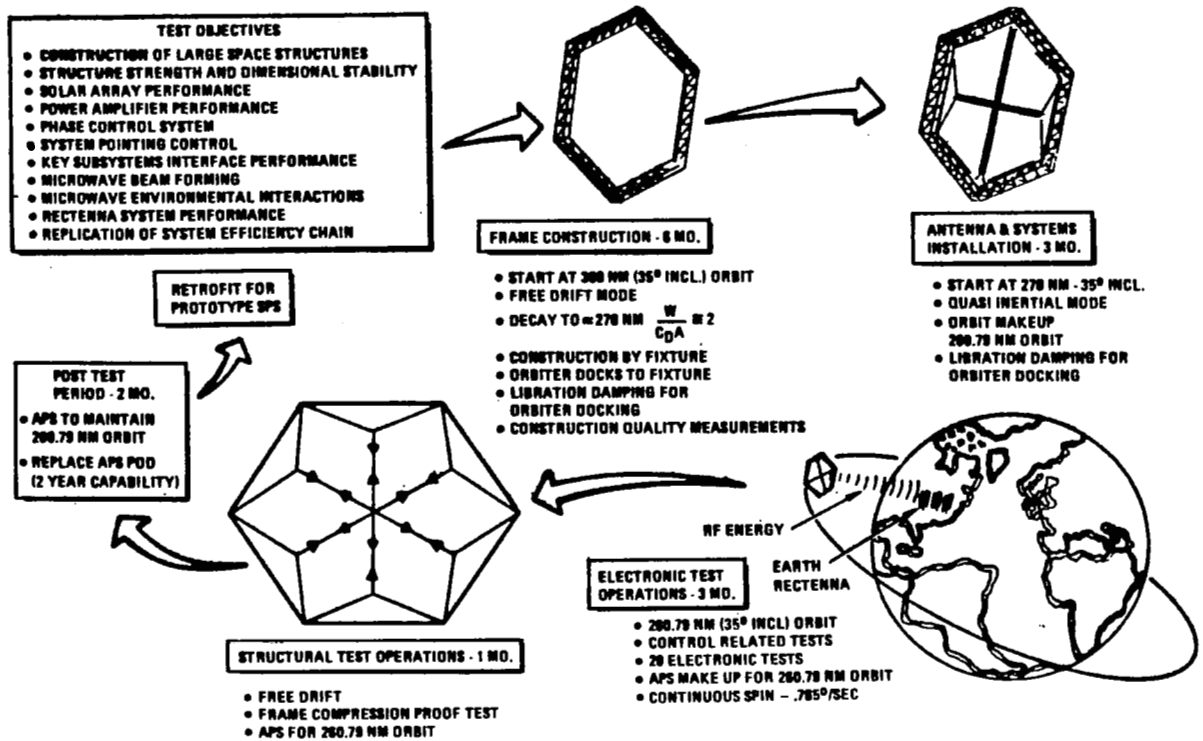 TEST OBJECTIVES
• CONSTRUCTION OF LARGE SPACE STRUCTURES
• STRUCTURE STRENGTH AND DIMENSIONAL STABILITY
• SOLAR ARRAY PERFORMANCE
• POWER AMPLIFIER PERFORMANCE
• PHASE CONTROL SYSTEM
• SYSTEM POINTING CONTROL
• KEY SUBSYSTEMS INTERFACE PERFORMANCE
• MICROWAVE BEAM FORMING
• MICROWAVE ENVIRONMENTAL INTERACTIONS
• RECTENNA SYSTEM PERFORMANCE
• REPLICATION OF SYSTEM EFFICIENCY CHAIN
FRAME CONSTRUCTION - 6 MO.
• START AT 300 NM (35° INCL.) ORBIT
• FREE DRIFT MODE
• DECAY TO ≈ 270 NM W/C_DA ≅ 2
• CONSTRUCTION BY FIXTURE
• ORBITER DOCKS TO FIXTURE
• LIBRATION DAMPING FOR
ORBITER DOCKING
• CONSTRUCTION QUALITY MEASUREMENTS
ANTENNA & SYSTEMS
INSTALLATION - 3 MO.
• START AT 270 NM - 35° INCL.
• QUASI INERTIAL MODE
• ORBIT MAKEUP
260.79 NM ORBIT
• LIBRATION DAMPING FOR
ORBITER DOCKING
RF ENERGY
EARTH
RECTENNA
ELECTRONIC TEST
OPERATIONS - 3 MO.
• 260.79 NM (35° INCL) ORBIT
• CONTROL RELATED TESTS
• 20 ELECTRONIC TESTS
• APS MAKE UP FOR 260.79 NM ORBIT
• CONTINUOUS SPIN - .765°/SEC
STRUCTURAL TEST OPERATIONS - 1 MO.
• FREE DRIFT
• FRAME COMPRESSION PROOF TEST
• APS FOR 260.79 NM ORBIT
POST TEST
PERIOD - 2 MO.
• APS TO MAINTAIN
260.79 NM ORBIT
• REPLACE APS POD
(2 YEAR CAPABILITY)
RETROFIT FOR
PROTOTYPE SPS